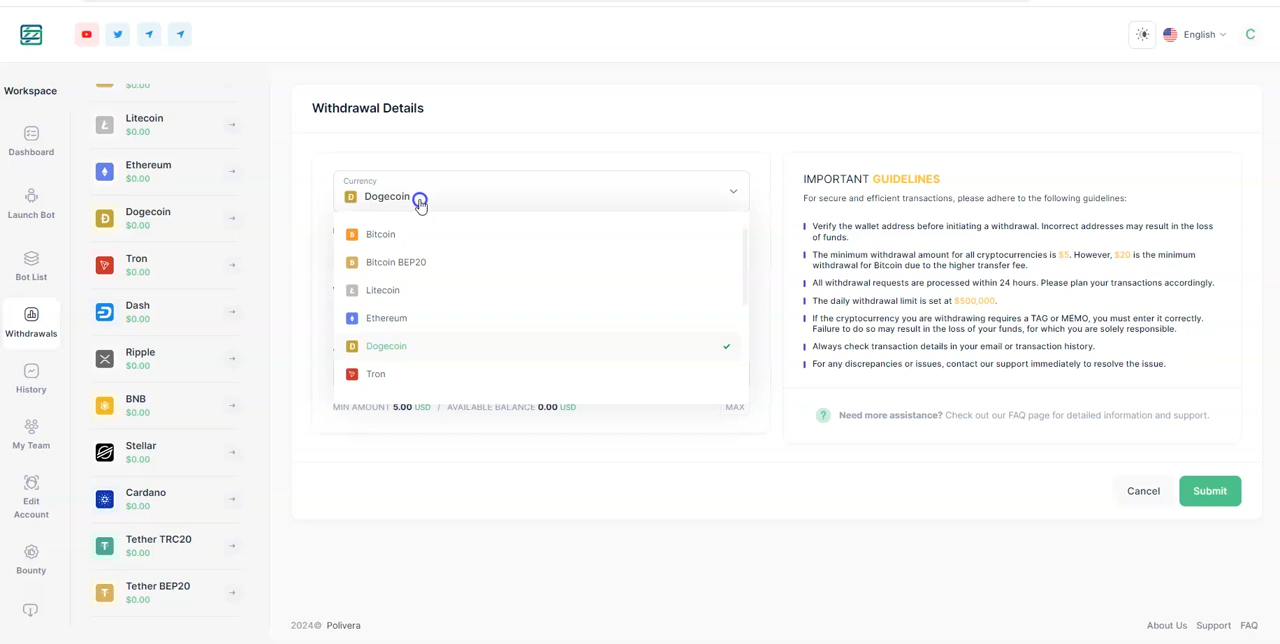 English
C
Workspace
Dashboard
Launch Bot
Bot List
Withdrawals
History
My Team
Edit
Account
Bounty
$0.00
Litecoin
$0.00
Ethereum
$0.00
Dogecoin
$0.00
Tron
$0.00
Dash
$0.00
Ripple
$0.00
BNB
$0.00
Stellar
$0.00
Cardano
$0.00
Tether TRC20
$0.00
Tether BEP20
$0.00
Withdrawal Details
Currency
Dogecoin
Bitcoin
Bitcoin BEP20
Litecoin
Ethereum
Dogecoin
Tron
MIN AMOUNT 5.00 USD / AVAILABLE BALANCE 0.00 USD
MAX
IMPORTANT GUIDELINES
For secure and efficient transactions, please adhere to the following guidelines:
Verify the wallet address before initiating a withdrawal. Incorrect addresses may result in the loss
of funds.
The minimum withdrawal amount for all cryptocurrencies is $5. However, $20 is the minimum
withdrawal for Bitcoin due to the higher transfer fee.
All withdrawal requests are processed within 24 hours. Please plan your transactions accordingly.
The daily withdrawal limit is set at $500,000.
If the cryptocurrency you are withdrawing requires a TAG or MEMO, you must enter it correctly.
Failure to do so may result in the loss of your funds, for which you are solely responsible.
Always check transaction details in your email or transaction history.
For any discrepancies or issues, contact our support immediately to resolve the issue.
? Need more assistance? Check out our FAQ page for detailed information and support.
Cancel
Submit
2024© Polivera
About Us Support FAQ